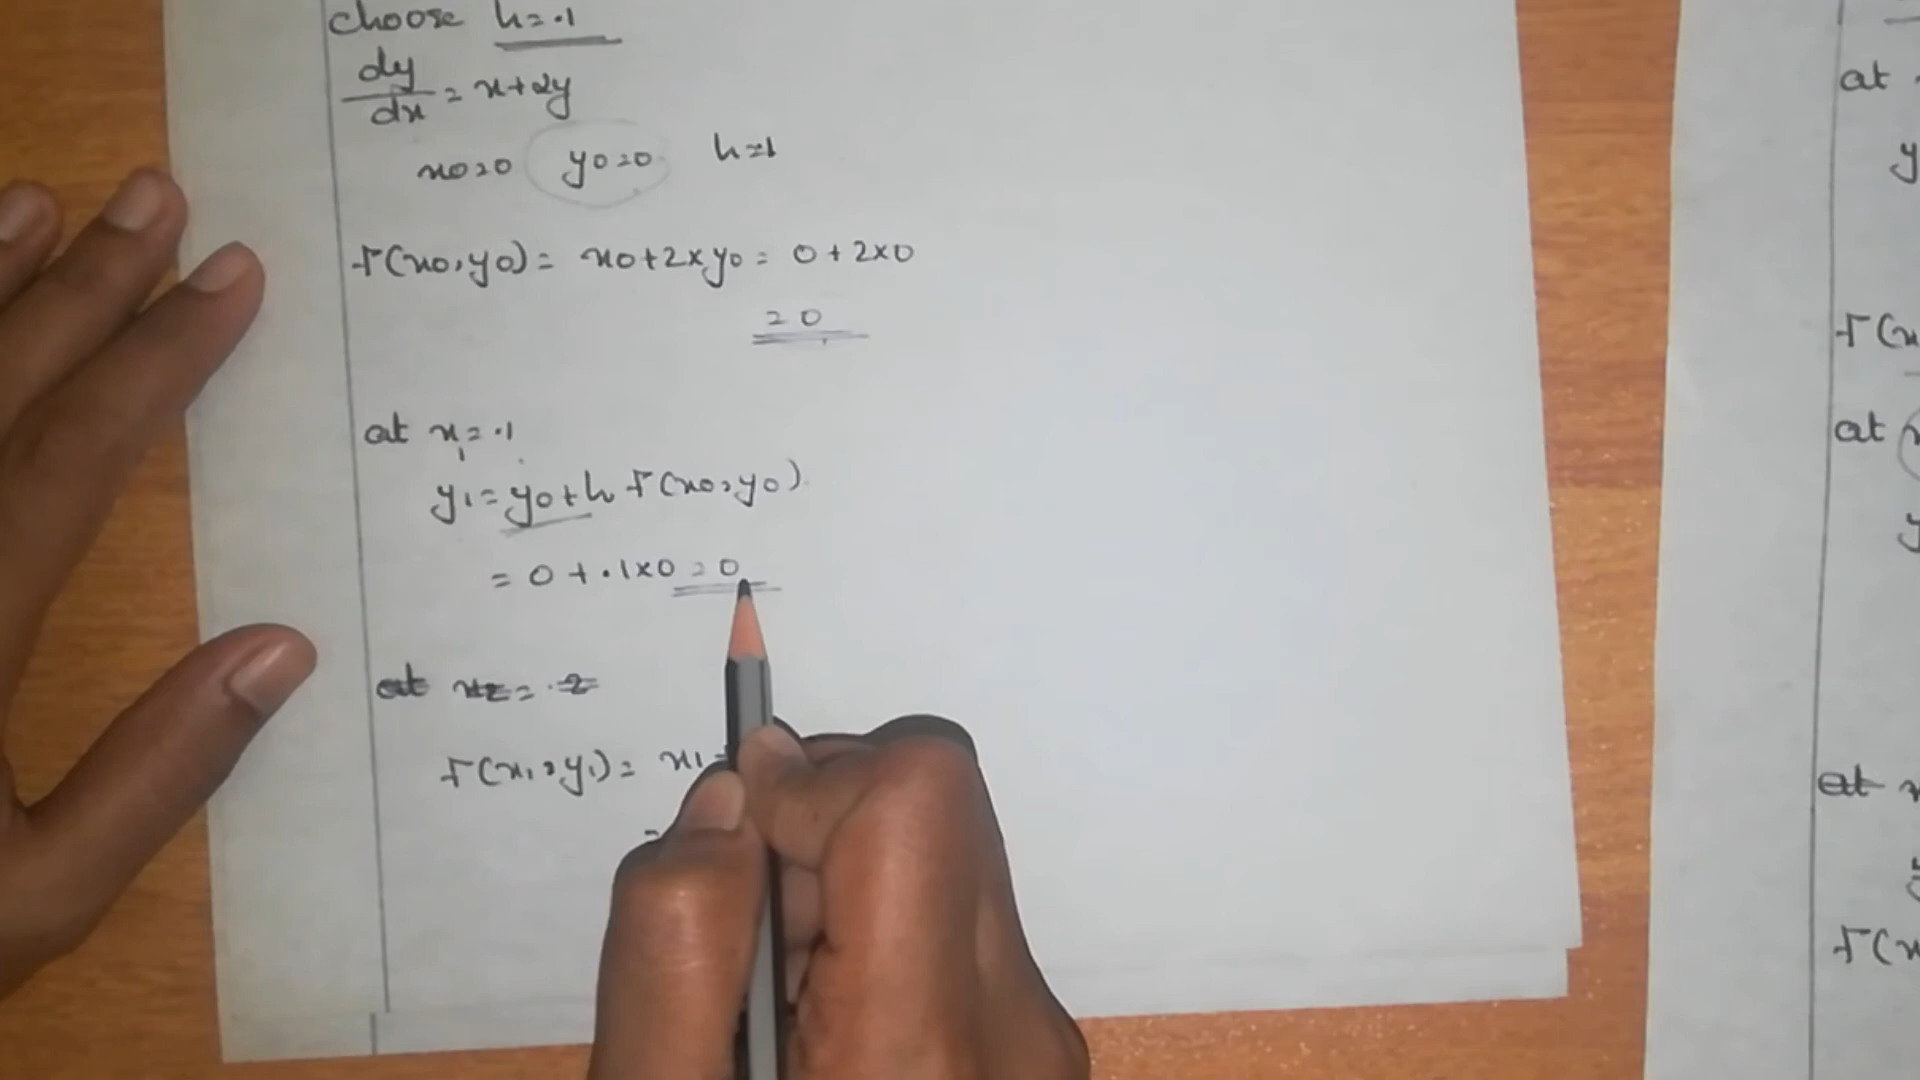 choose h=.1
dy/dx = x+2y
x0=0 y0=0 h=.1
f(x0,y0) = x0+2xy0 = 0+2x0
=0
at x1=.1
y1=y0+h f(x0,y0)
= 0+.1x0=0
at x2=.2
f(x1,y1)= x1
at
y
f(x
at
y
at x
f(x